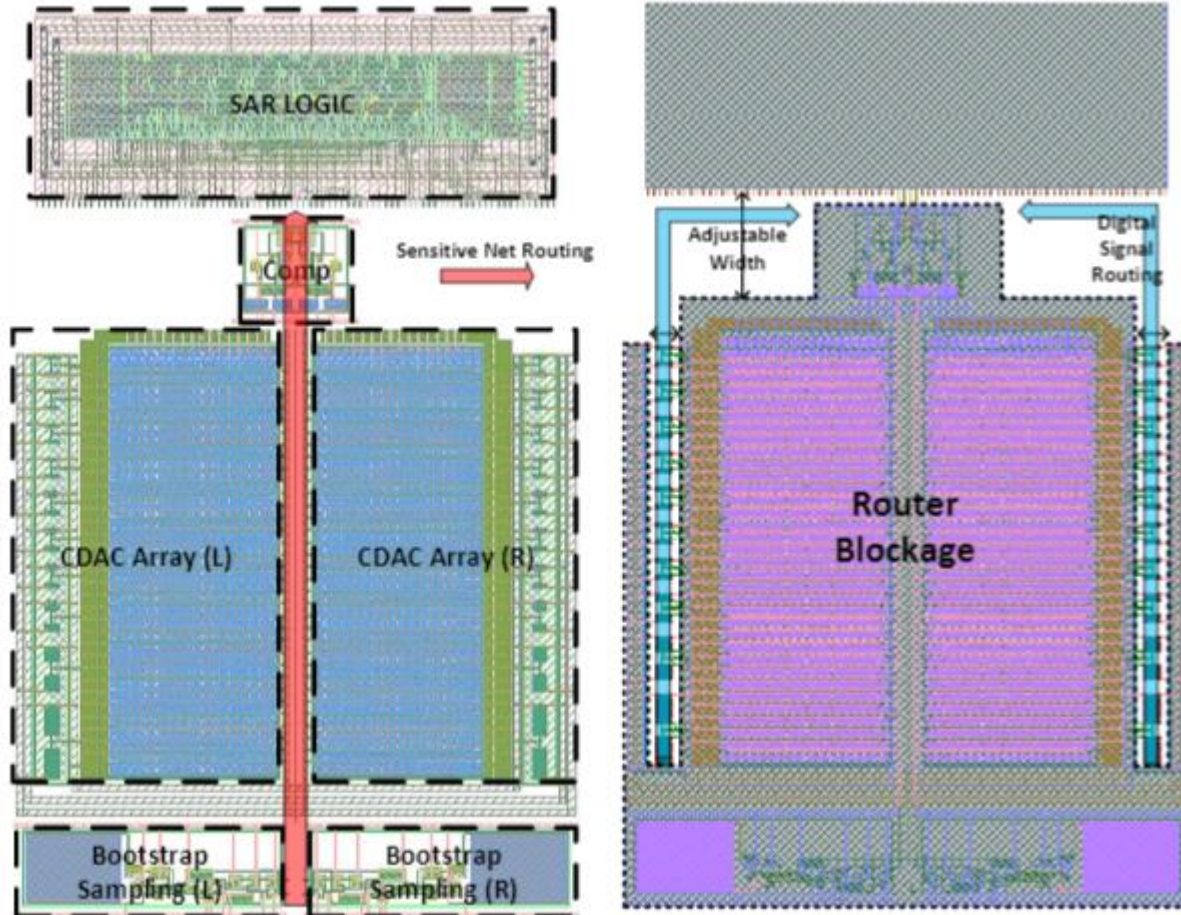 SAR LOGIC
Comp
Sensitive Net Routing
CDAC Array (L)
CDAC Array (R)
Bootstrap
Sampling (L)
Bootstrap
Sampling (R)
Adjustable
Width
Digital
Signal
Routing
Router
Blockage